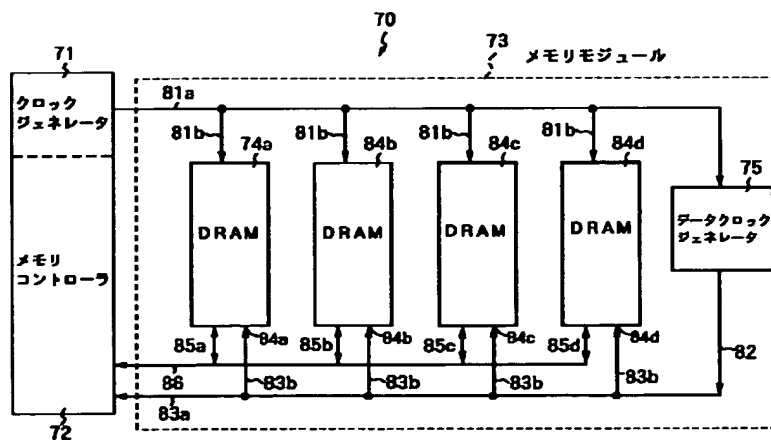 70
71
73
メモリモジュール
クロック
ジェネレータ
81a
81b
81b
81b
81b
74a
84b
84c
84d
75
DRAM
DRAM
DRAM
DRAM
データクロック
ジェネレータ
メモリ
コントローラ
85a
84a
85b
84b
85c
84c
85d
84d
82
86
83b
83b
83b
83b
83a
72